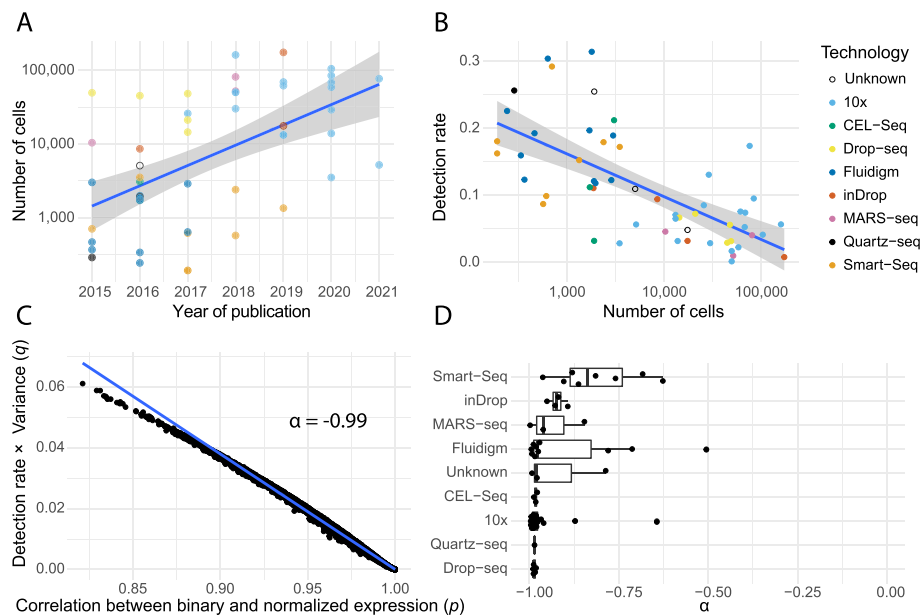 A
Number of cells
100,000
10,000
1,000
2015 2016 2017 2018 2019 2020 2021
Year of publication
B
Detection rate
0.3
0.2
0.1
0.0
1,000 10,000 100,000
Number of cells
Technology
Unknown
10x
CEL−Seq
Drop−seq
Fluidigm
inDrop
MARS−seq
Quartz−seq
Smart−Seq
C
Detection rate × Variance (q)
0.06
0.04
0.02
0.00
α = -0.99
0.85 0.90 0.95 1.00
Correlation between binary and normalized expression (p)
D
Smart−Seq
inDrop
MARS−seq
Fluidigm
Unknown
CEL−Seq
10x
Quartz−seq
Drop−seq
−1.00 −0.75 −0.50 −0.25 0.00
α